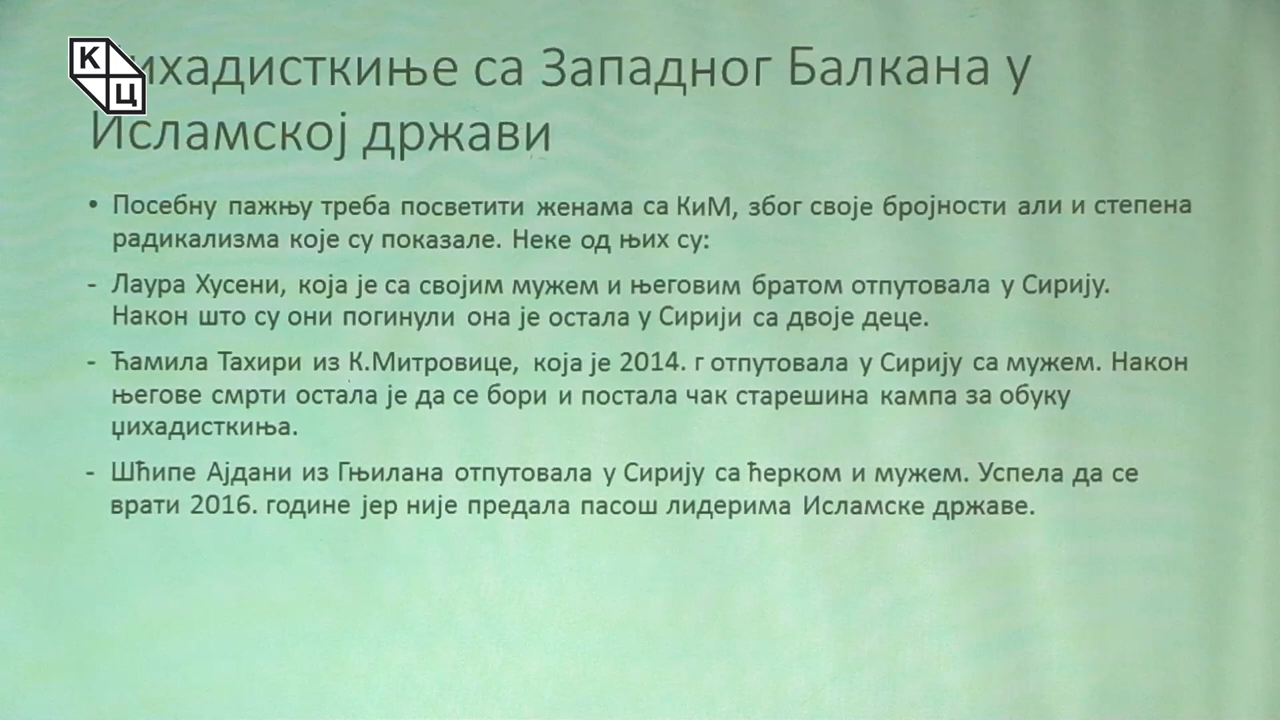 К
Ц
ихадисткиње са Западног Балкана у
Исламској држави
• Посебну пажњу треба посветити женама са КиМ, због своје бројности али и степена
радикализма које су показале. Неке од њих су:
- Лаура Хусени, која је са својим мужем и његовим братом отпутовала у Сирију.
Након што су они погинули она је остала у Сирији са двоје деце.
- Ћамила Тахири из К.Митровице, која је 2014. г отпутовала у Сирију са мужем. Након
његове смрти остала је да се бори и постала чак старешина кампа за обуку
џихадисткиња.
- Шћипе Ајдани из Гњилана отпутовала у Сирију са ћерком и мужем. Успела да се
врати 2016. године јер није предала пасош лидерима Исламске државе.